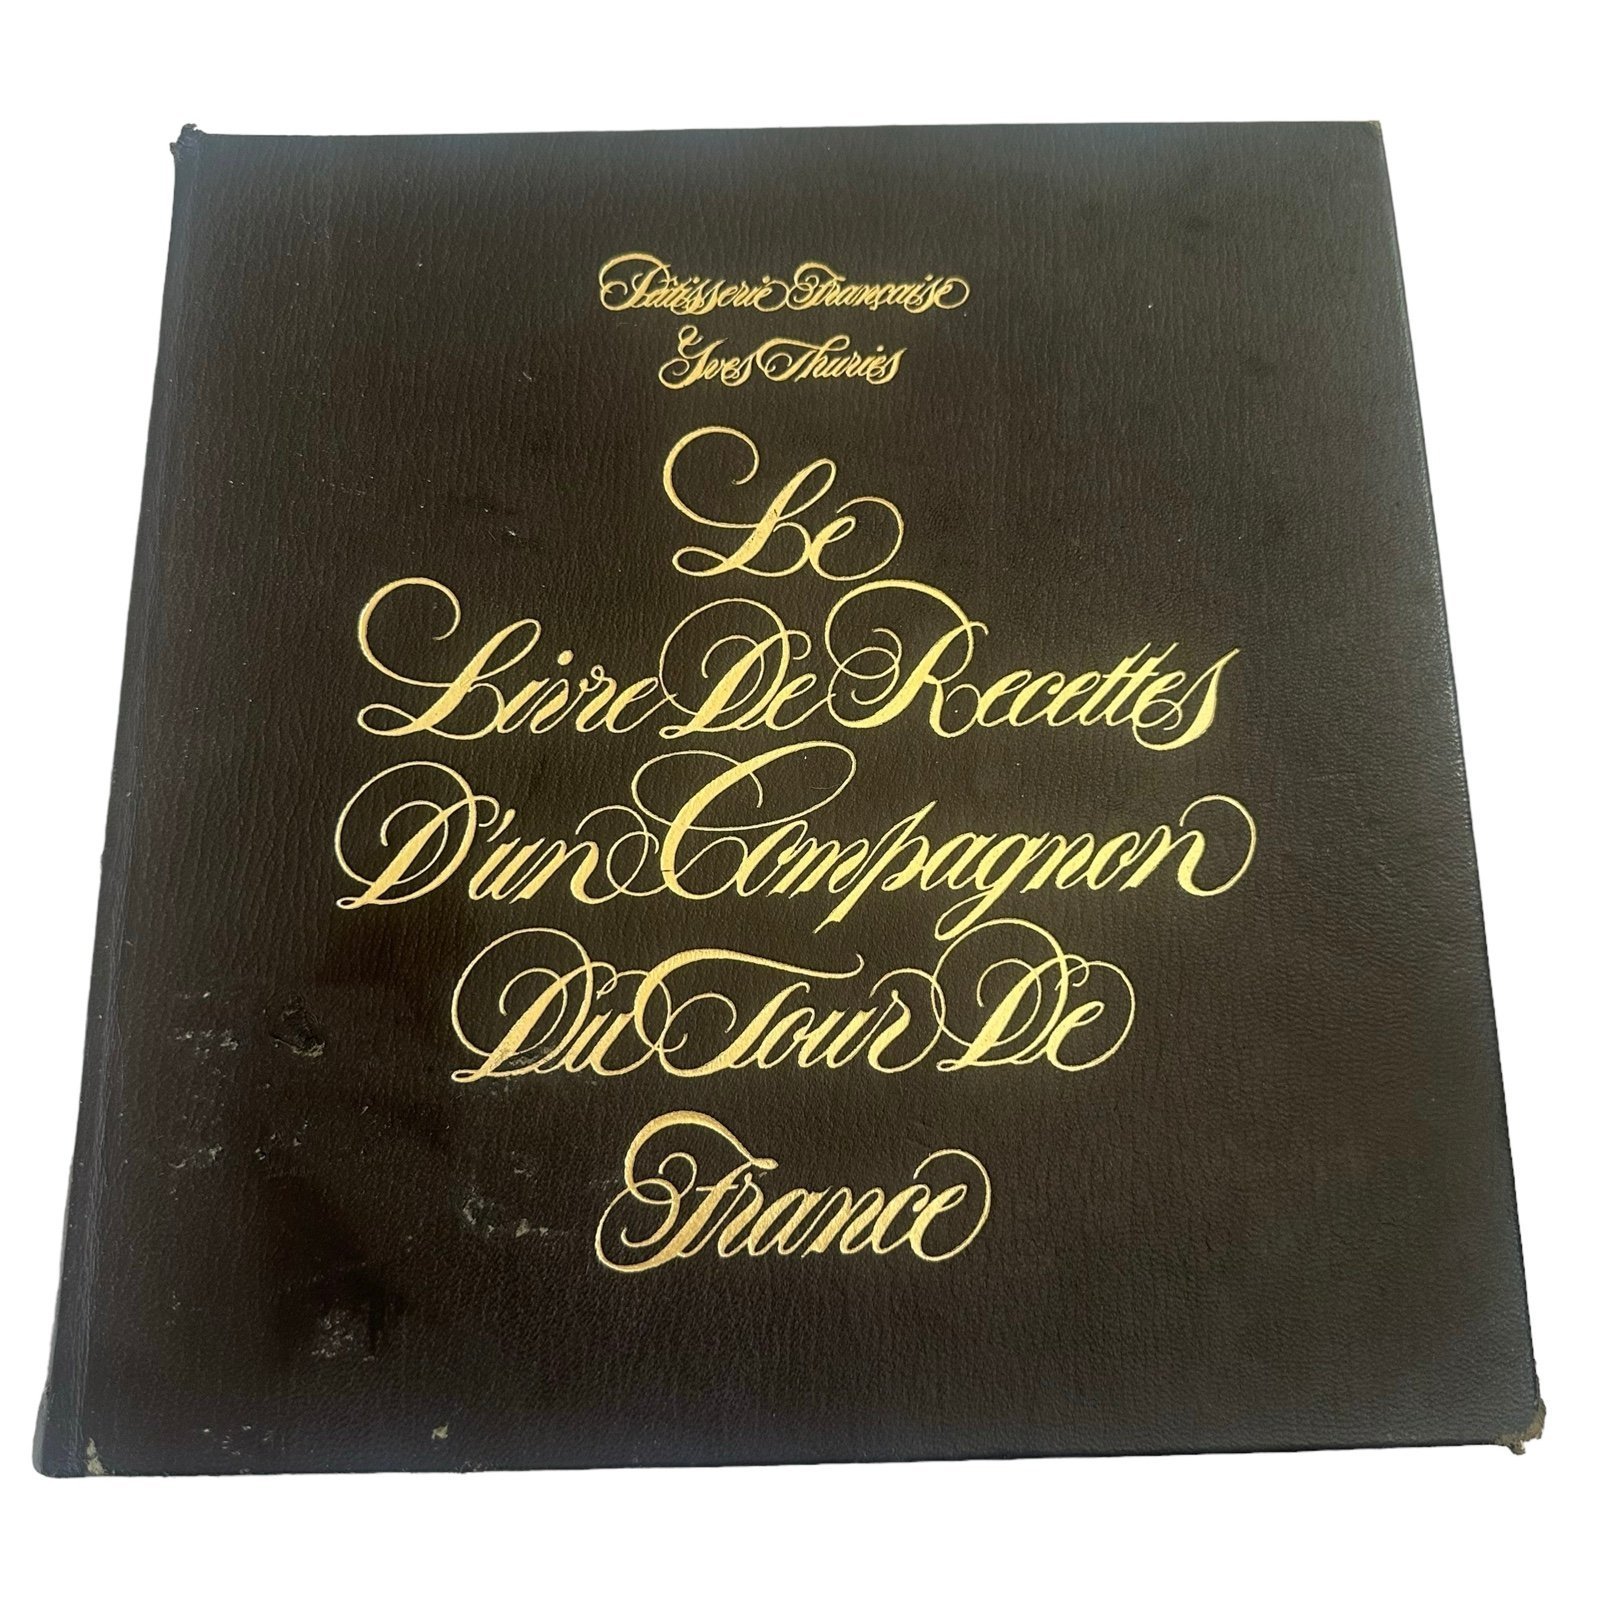 Pâtisserie Française
Yves Thuriès
Le
Livre De Recettes
D'un Compagnon
Du Tour De
France